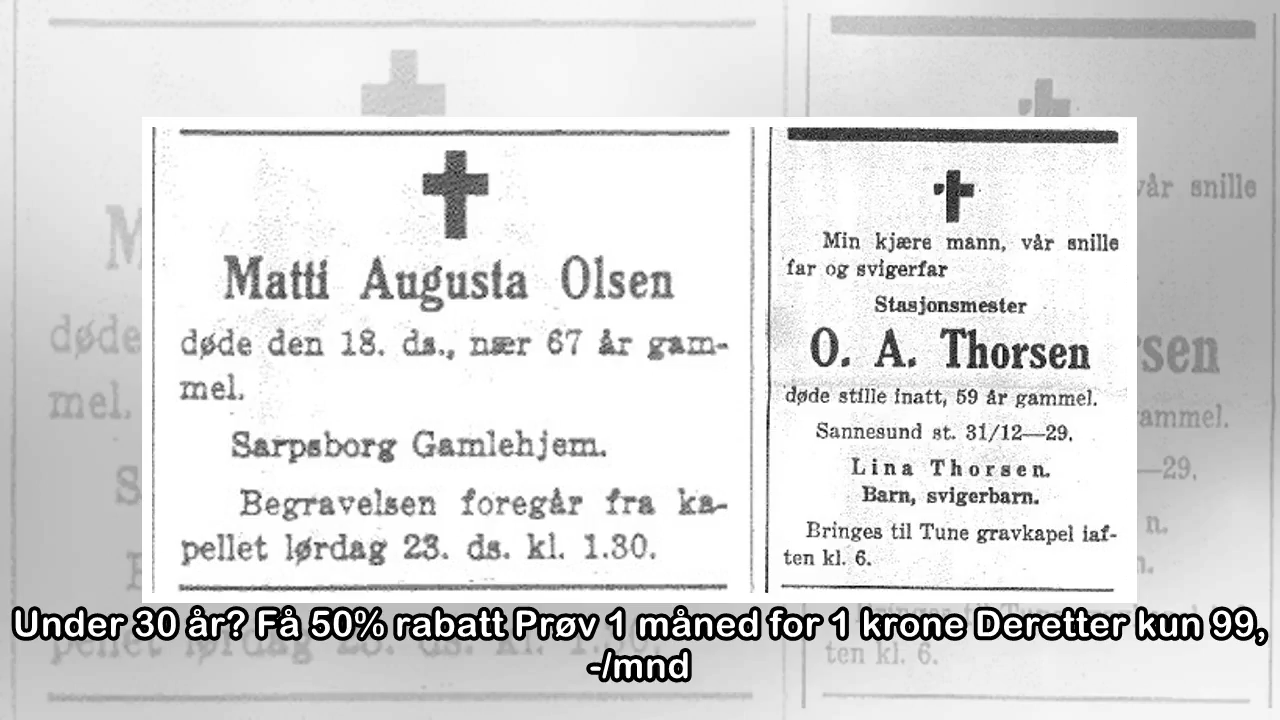 Matti Augusta Olsen
døde den 18. ds., nær 67 år gam-
mel.
Sarpsborg Gamlehjem.
Begravelsen foregår fra ka-
pellet lørdag 23. ds. kl. 1.30.
Min kjære mann, vår snille
far og svigerfar
Stasjonsmester
O. A. Thorsen
døde stille inatt, 59 år gammel.
Sannesund st. 31/12—29.
Lina Thorsen.
Barn, svigerbarn.
Bringes til Tune gravkapel iaf-
ten kl. 6.
Under 30 år? Få 50% rabatt Prøv 1 måned for 1 krone Deretter kun 99,
-/mnd